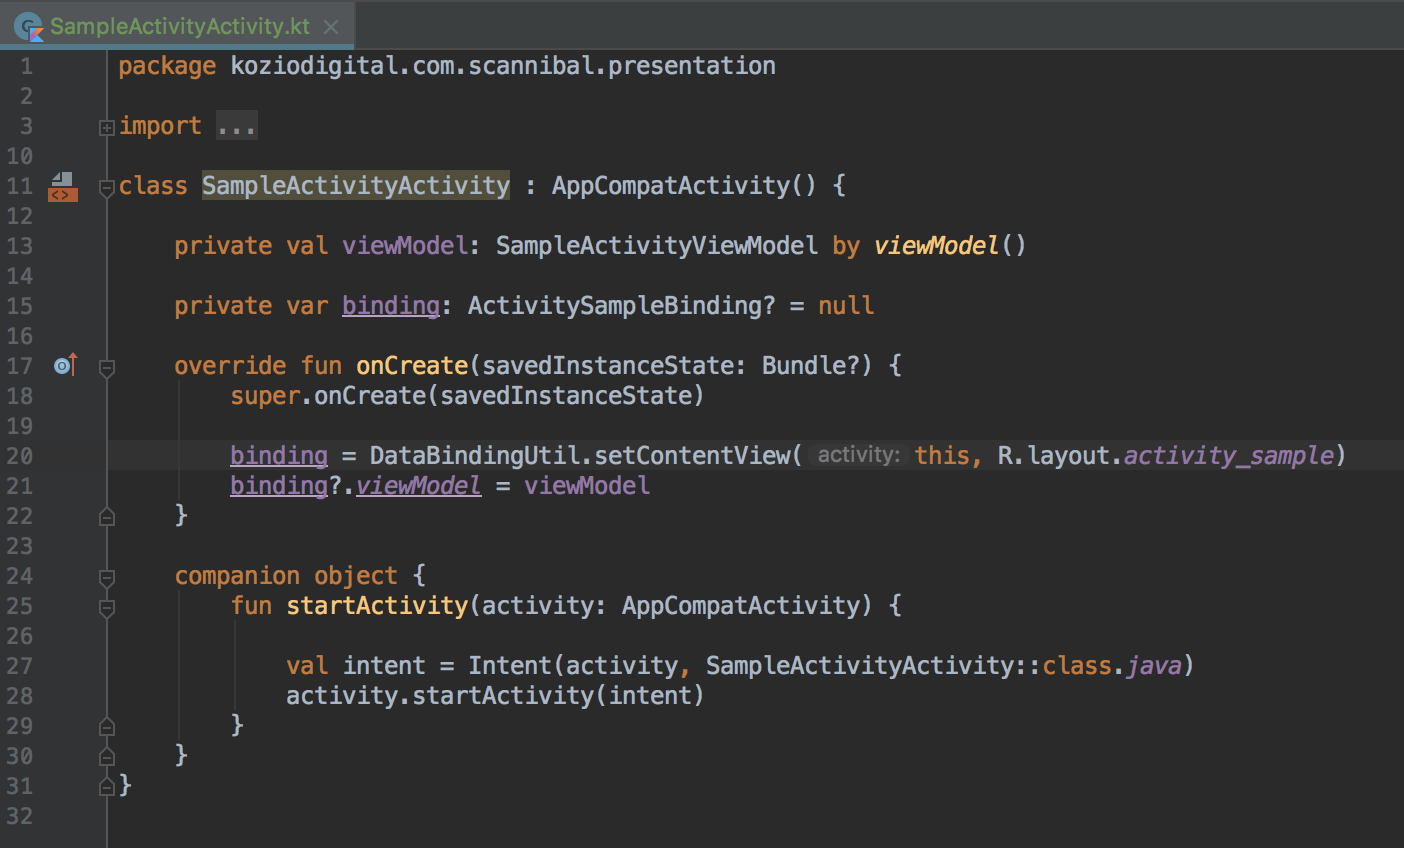 SampleActivityActivity.kt
1 package koziodigital.com.scannibal.presentation
2
3 import ...
10
11 class SampleActivityActivity : AppCompatActivity() {
12
13     private val viewModel: SampleActivityViewModel by viewModel()
14
15     private var binding: ActivitySampleBinding? = null
16
17     override fun onCreate(savedInstanceState: Bundle?) {
18         super.onCreate(savedInstanceState)
19
20         binding = DataBindingUtil.setContentView( activity: this, R.layout.activity_sample)
21         binding?.viewModel = viewModel
22     }
23
24     companion object {
25         fun startActivity(activity: AppCompatActivity) {
26
27             val intent = Intent(activity, SampleActivityActivity::class.java)
28             activity.startActivity(intent)
29         }
30     }
31 }
32